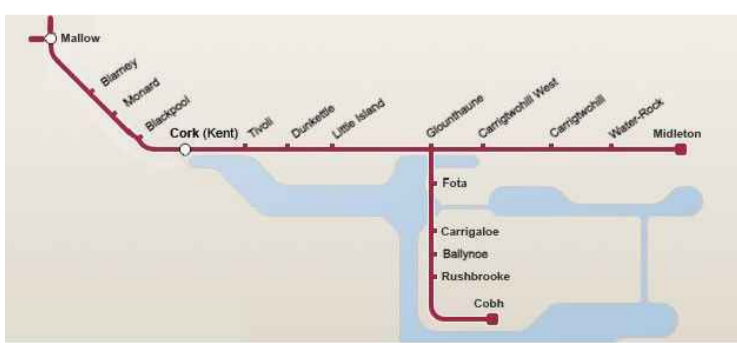 Mallow
Blarney
Monard
Blackpool
Cork (Kent)
Tivoli
Dunkettle
Little Island
Glounthaune
Carrigtwohill West
Carrigtwohill
Water-Rock
Midleton
Fota
Carrigaloe
Ballynoe
Rushbrooke
Cobh